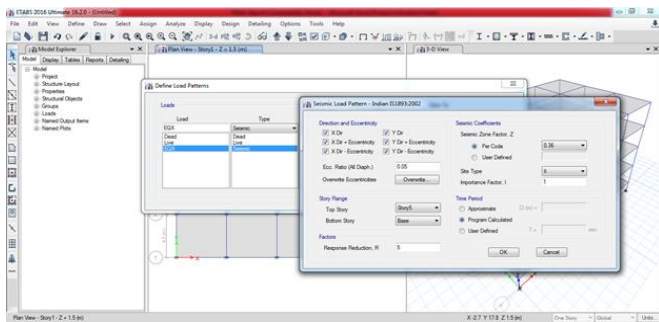 ETABS 2016 Ultimate 16.2.0 - (Untitled)
File Edit View Define Draw Select Assign Analyze Display Design Detailing Options Tools Help
Model Explorer
Plan View - Story1 - Z = 1.5 (m)
3-D View
Model Display Tables Reports Detailing
Model
Project
Structure Layout
Properties
Structural Objects
Groups
Loads
Named Output Items
Named Plots
Define Load Patterns
Loads
Load Type
EQX Seismic
Dead Dead
Live Live
EQX Seismic
Seismic Load Pattern - Indian IS1893:2002
Direction and Eccentricity
X Dir Y Dir
X Dir + Eccentricity Y Dir + Eccentricity
X Dir - Eccentricity Y Dir - Eccentricity
Ecc. Ratio (All Diaph.) 0.05
Overwrite Eccentricities Overwrite...
Story Range
Top Story Story5
Bottom Story Base
Factors
Response Reduction, R 5
Seismic Coefficients
Seismic Zone Factor, Z
Per Code 0.36
User Defined
Site Type II
Importance Factor, I 1
Time Period
Approximate
Program Calculated
User Defined T = sec
OK Cancel
X
Plan View - Story1 - Z = 1.5 (m)
X -2.7 Y 17.8 Z 1.5 (m)
One Story Global Units...